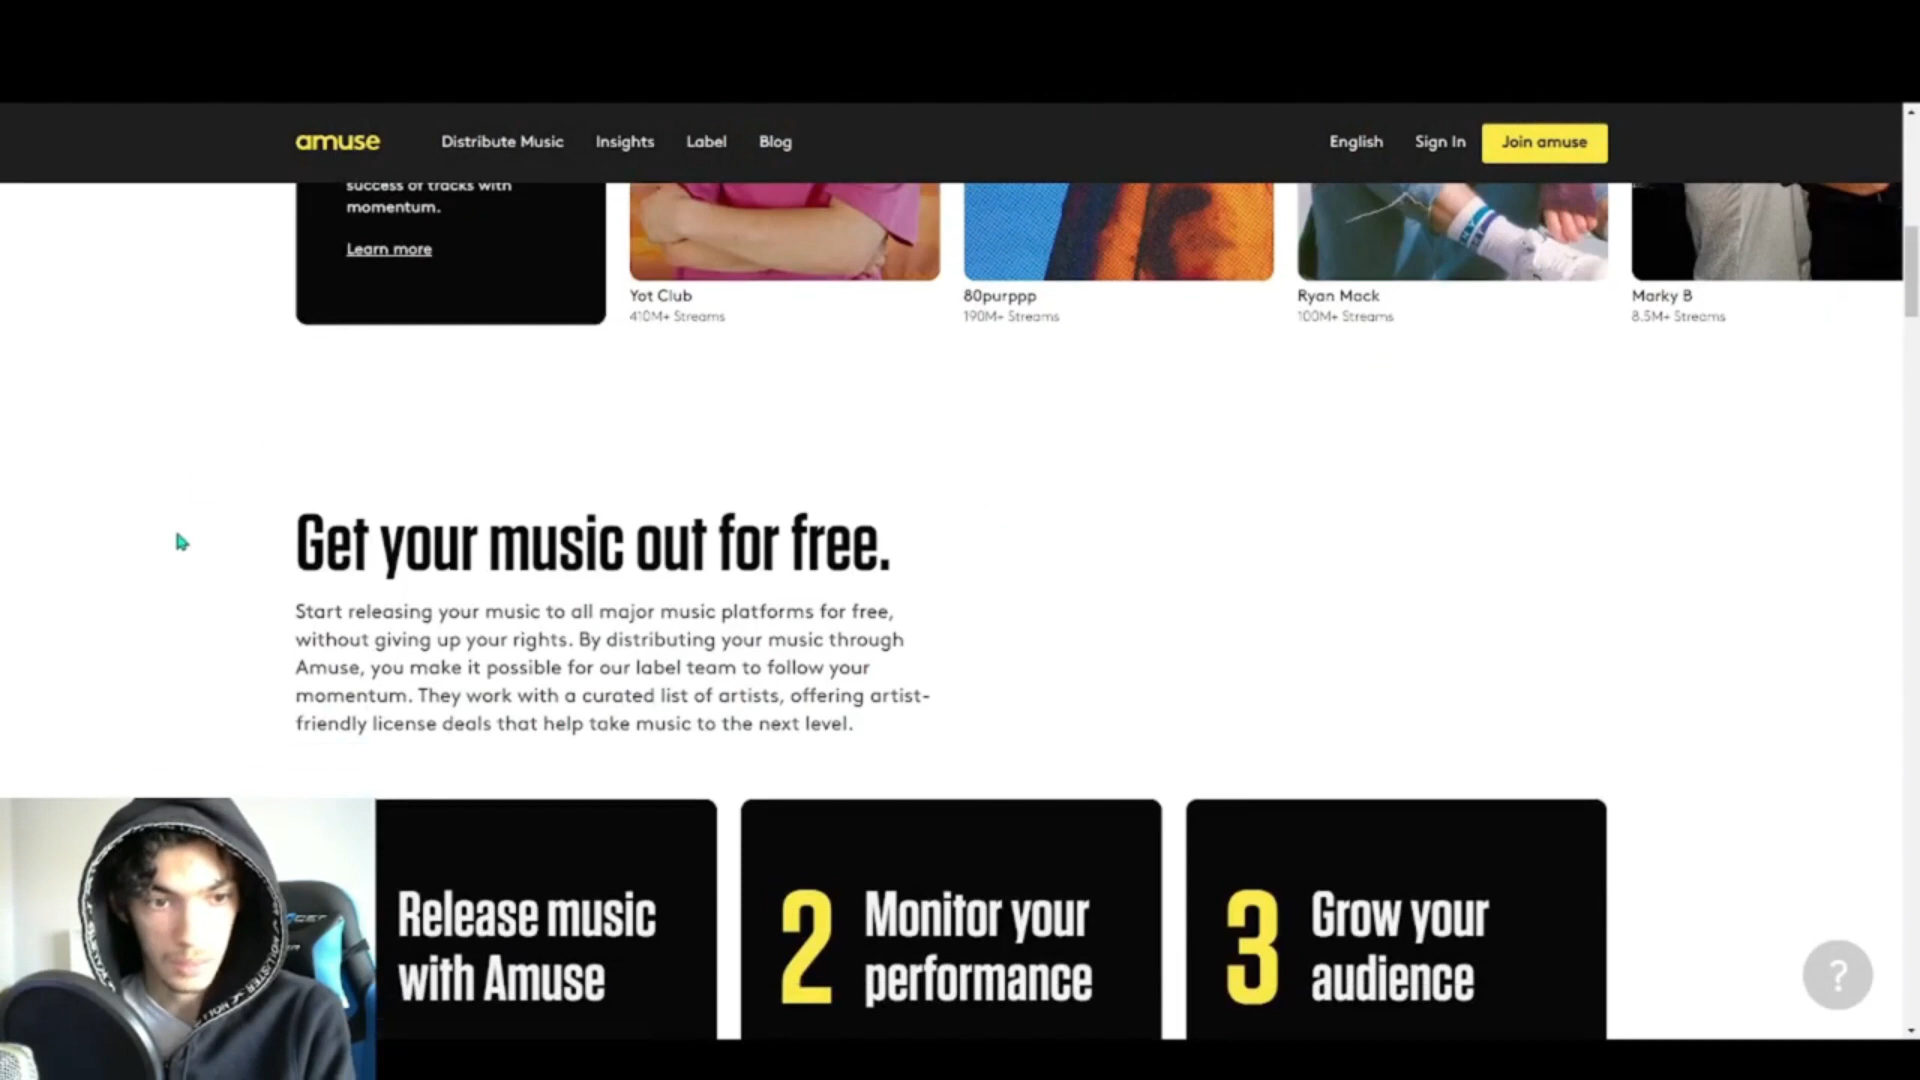 amuse
Distribute Music
Insights
Label
Blog
English
Sign In
Join amuse
success of tracks with
momentum.
Learn more
Yot Club
410M+ Streams
80purppp
190M+ Streams
Ryan Mack
100M+ Streams
Marky B
8.5M+ Streams
Get your music out for free.
Start releasing your music to all major music platforms for free,
without giving up your rights. By distributing your music through
Amuse, you make it possible for our label team to follow your
momentum. They work with a curated list of artists, offering artist-
friendly license deals that help take music to the next level.
Release music
with Amuse
2
Monitor your
performance
3
Grow your
audience
?